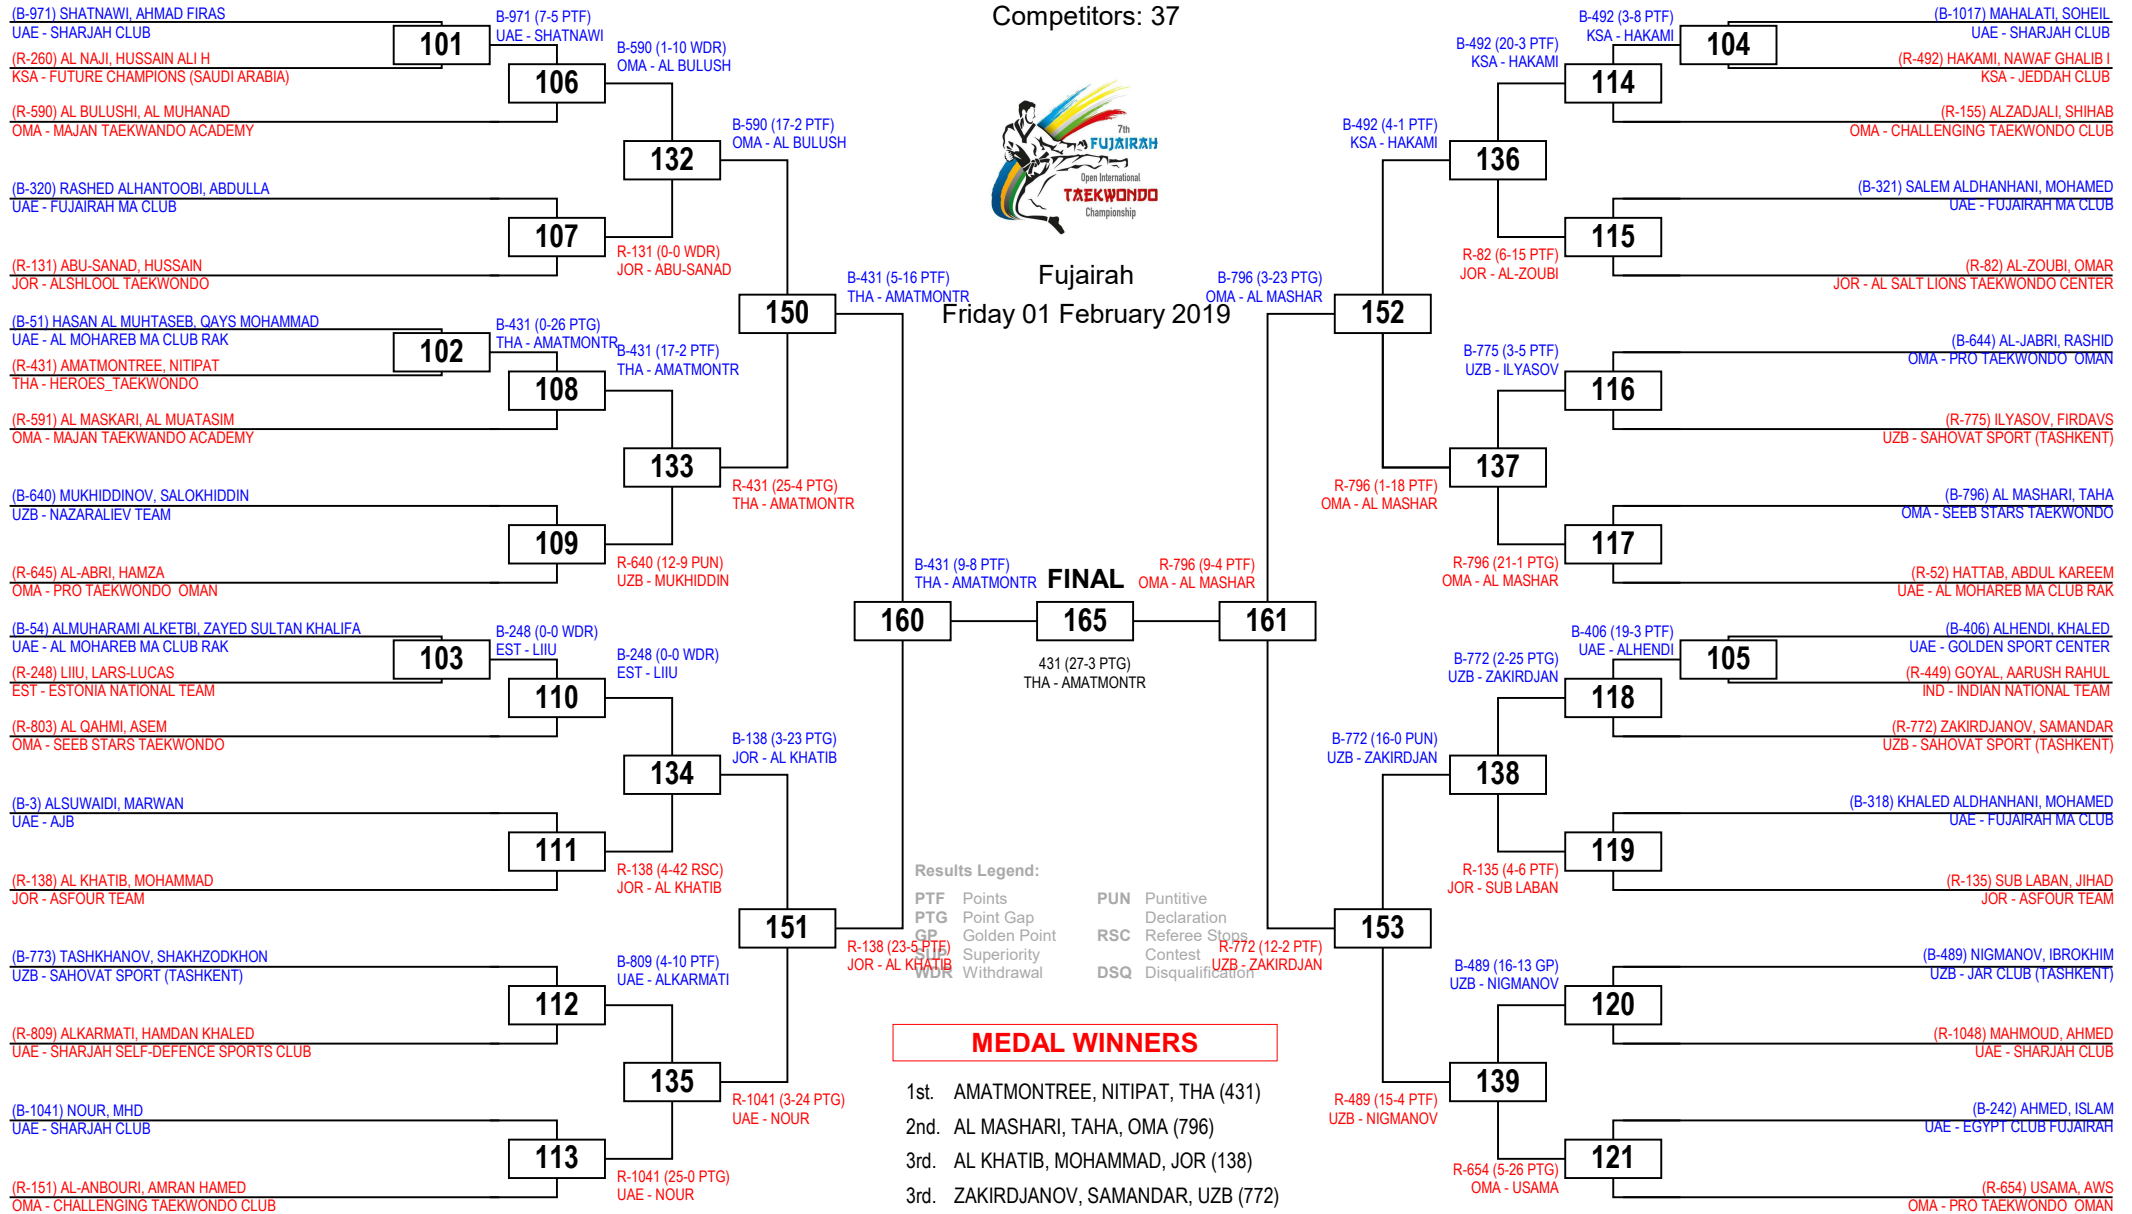 Competitors: 37
7th
FUJAIRAH
Open International
TAEKWONDO
Championship
Fujairah
Friday 01 February 2019
(B-971) SHATNAWI, AHMAD FIRAS
UAE - SHARJAH CLUB
(R-260) AL NAJI, HUSSAIN ALI H
KSA - FUTURE CHAMPIONS (SAUDI ARABIA)
101
B-971 (7-5 PTF)
UAE - SHATNAWI
(R-590) AL BULUSHI, AL MUHANAD
OMA - MAJAN TAEKWANDO ACADEMY
106
B-590 (1-10 WDR)
OMA - AL BULUSH
(B-320) RASHED ALHANTOOBI, ABDULLA
UAE - FUJAIRAH MA CLUB
(R-131) ABU-SANAD, HUSSAIN
JOR - ALSHLOOL TAEKWONDO
107
R-131 (0-0 WDR)
JOR - ABU-SANAD
132
B-590 (17-2 PTF)
OMA - AL BULUSH
(B-51) HASAN AL MUHTASEB, QAYS MOHAMMAD
UAE - AL MOHAREB MA CLUB RAK
(R-431) AMATMONTREE, NITIPAT
THA - HEROES_TAEKWONDO
102
B-431 (0-26 PTG)
THA - AMATMONTR
(R-591) AL MASKARI, AL MUATASIM
OMA - MAJAN TAEKWANDO ACADEMY
108
B-431 (17-2 PTF)
THA - AMATMONTR
(B-640) MUKHIDDINOV, SALOKHIDDIN
UZB - NAZARALIEV TEAM
(R-645) AL-ABRI, HAMZA
OMA - PRO TAEKWONDO OMAN
109
R-640 (12-9 PUN)
UZB - MUKHIDDIN
133
R-431 (25-4 PTG)
THA - AMATMONTR
150
B-431 (5-16 PTF)
THA - AMATMONTR
(B-54) ALMUHARAMI ALKETBI, ZAYED SULTAN KHALIFA
UAE - AL MOHAREB MA CLUB RAK
(R-248) LIIU, LARS-LUCAS
EST - ESTONIA NATIONAL TEAM
103
B-248 (0-0 WDR)
EST - LIIU
(R-803) AL QAHMI, ASEM
OMA - SEEB STARS TAEKWONDO
110
B-248 (0-0 WDR)
EST - LIIU
(B-3) ALSUWAIDI, MARWAN
UAE - AJB
(R-138) AL KHATIB, MOHAMMAD
JOR - ASFOUR TEAM
111
R-138 (4-42 RSC)
JOR - AL KHATIB
134
B-138 (3-23 PTG)
JOR - AL KHATIB
(B-773) TASHKHANOV, SHAKHZODKHON
UZB - SAHOVAT SPORT (TASHKENT)
(R-809) ALKARMATI, HAMDAN KHALED
UAE - SHARJAH SELF-DEFENCE SPORTS CLUB
112
B-809 (4-10 PTF)
UAE - ALKARMATI
(B-1041) NOUR, MHD
UAE - SHARJAH CLUB
(R-151) AL-ANBOURI, AMRAN HAMED
OMA - CHALLENGING TAEKWONDO CLUB
113
R-1041 (25-0 PTG)
UAE - NOUR
135
R-1041 (3-24 PTG)
UAE - NOUR
151
R-138 (23-5 PTF)
JOR - AL KHATIB
160
B-431 (9-8 PTF)
THA - AMATMONTR
FINAL
165
431 (27-3 PTG)
THA - AMATMONTR
R-796 (9-4 PTF)
OMA - AL MASHAR
161
B-796 (3-23 PTG)
OMA - AL MASHAR
152
B-492 (4-1 PTF)
KSA - HAKAMI
136
B-492 (20-3 PTF)
KSA - HAKAMI
114
B-492 (3-8 PTF)
KSA - HAKAMI
104
(B-1017) MAHALATI, SOHEIL
UAE - SHARJAH CLUB
(R-492) HAKAMI, NAWAF GHALIB I
KSA - JEDDAH CLUB
(R-155) ALZADJALI, SHIHAB
OMA - CHALLENGING TAEKWONDO CLUB
(B-321) SALEM ALDHANHANI, MOHAMED
UAE - FUJAIRAH MA CLUB
115
R-82 (6-15 PTF)
JOR - AL-ZOUBI
(R-82) AL-ZOUBI, OMAR
JOR - AL SALT LIONS TAEKWONDO CENTER
(B-644) AL-JABRI, RASHID
OMA - PRO TAEKWONDO OMAN
B-775 (3-5 PTF)
UZB - ILYASOV
116
(R-775) ILYASOV, FIRDAVS
UZB - SAHOVAT SPORT (TASHKENT)
137
R-796 (1-18 PTF)
OMA - AL MASHAR
(B-796) AL MASHARI, TAHA
OMA - SEEB STARS TAEKWONDO
117
R-796 (21-1 PTG)
OMA - AL MASHAR
(R-52) HATTAB, ABDUL KAREEM
UAE - AL MOHAREB MA CLUB RAK
(B-406) ALHENDI, KHALED
UAE - GOLDEN SPORT CENTER
B-406 (19-3 PTF)
UAE - ALHENDI
105
(R-449) GOYAL, AARUSH RAHUL
IND - INDIAN NATIONAL TEAM
B-772 (2-25 PTG)
UZB - ZAKIRDJAN
118
(R-772) ZAKIRDJANOV, SAMANDAR
UZB - SAHOVAT SPORT (TASHKENT)
B-772 (16-0 PUN)
UZB - ZAKIRDJAN
138
(B-318) KHALED ALDHANHANI, MOHAMED
UAE - FUJAIRAH MA CLUB
119
R-135 (4-6 PTF)
JOR - SUB LABAN
(R-135) SUB LABAN, JIHAD
JOR - ASFOUR TEAM
153
R-772 (12-2 PTF)
UZB - ZAKIRDJAN
(B-489) NIGMANOV, IBROKHIM
UZB - JAR CLUB (TASHKENT)
B-489 (16-13 GP)
UZB - NIGMANOV
120
(R-1048) MAHMOUD, AHMED
UAE - SHARJAH CLUB
139
R-489 (15-4 PTF)
UZB - NIGMANOV
(B-242) AHMED, ISLAM
UAE - EGYPT CLUB FUJAIRAH
121
R-654 (5-26 PTG)
OMA - USAMA
(R-654) USAMA, AWS
OMA - PRO TAEKWONDO OMAN
Results Legend:
PTF Points
PTG Point Gap
GP Golden Point
SUP Superiority
WDR Withdrawal
PUN Puntitive
Declaration
RSC Referee Stops
Contest
DSQ Disqualification
MEDAL WINNERS
1st. AMATMONTREE, NITIPAT, THA (431)
2nd. AL MASHARI, TAHA, OMA (796)
3rd. AL KHATIB, MOHAMMAD, JOR (138)
3rd. ZAKIRDJANOV, SAMANDAR, UZB (772)